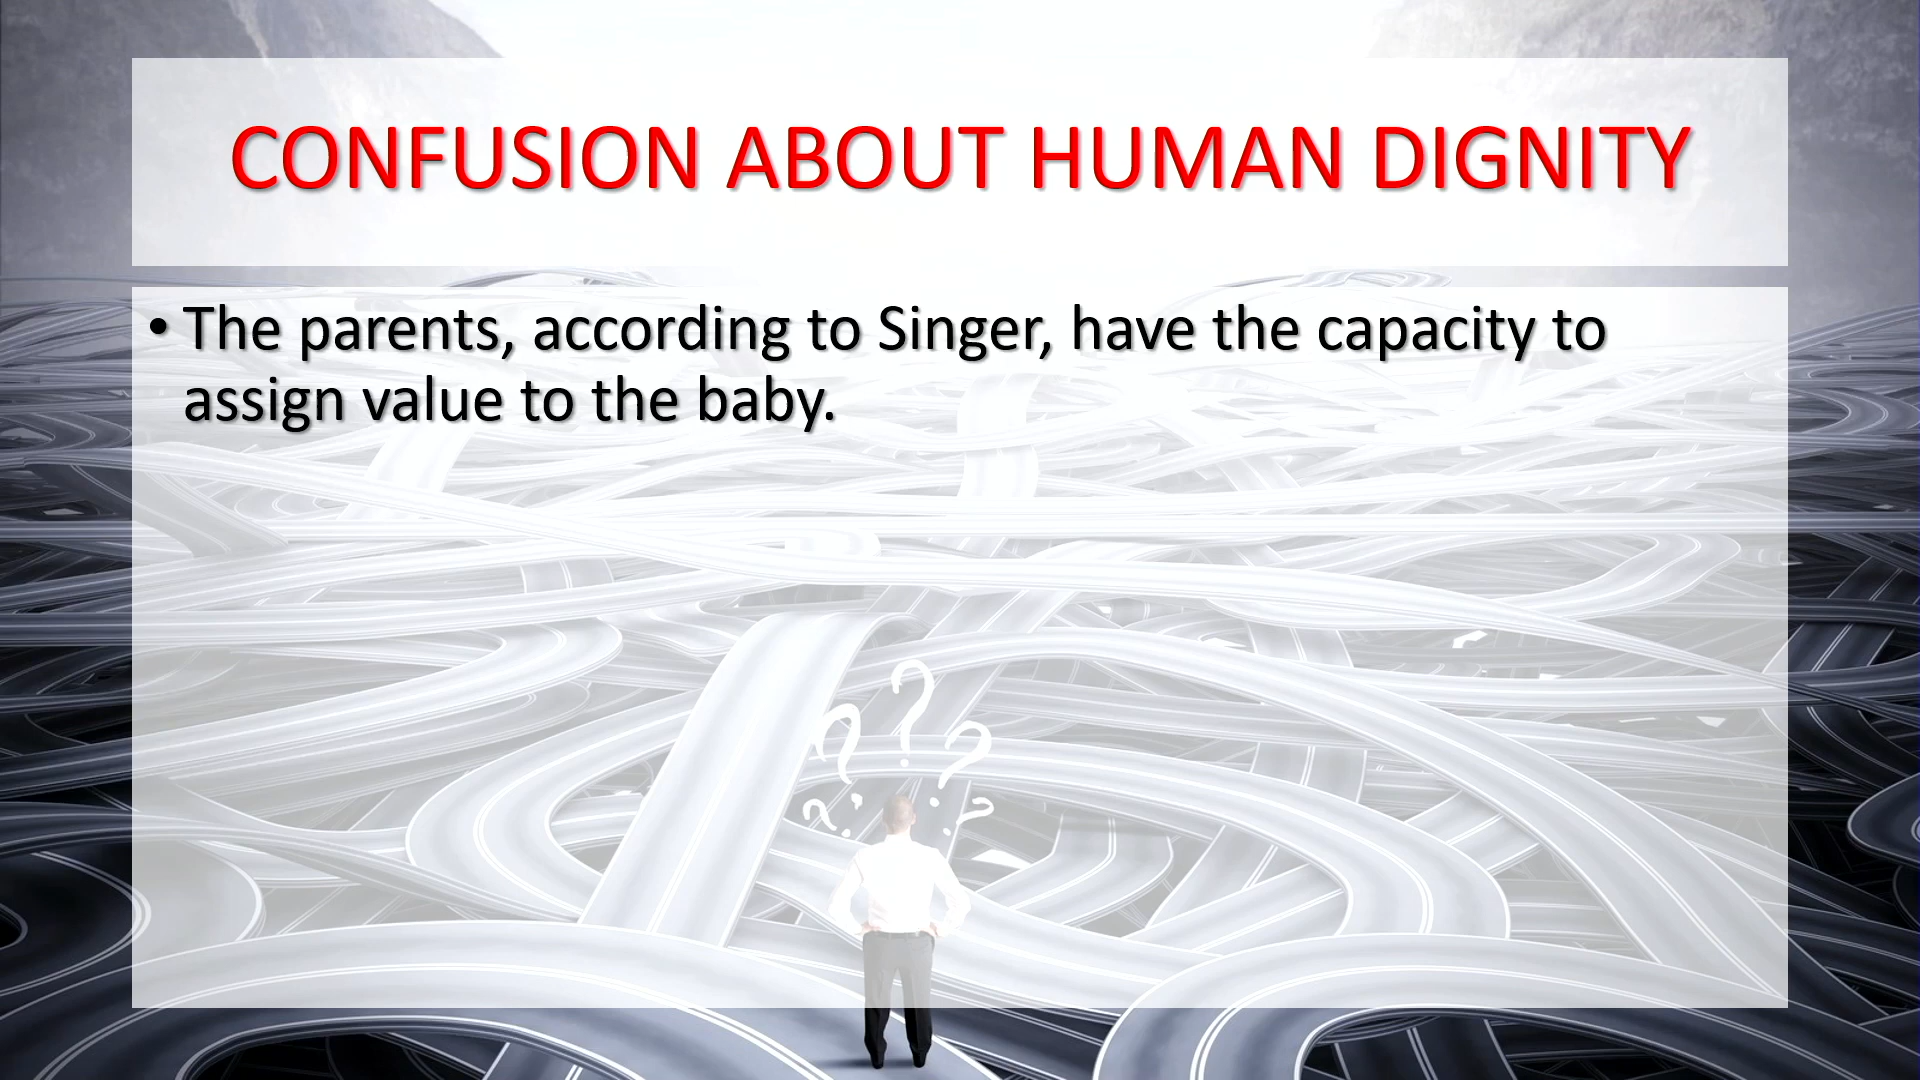 CONFUSION ABOUT HUMAN DIGNITY
• The parents, according to Singer, have the capacity to
assign value to the baby.
? ? ?
? ? ? ?